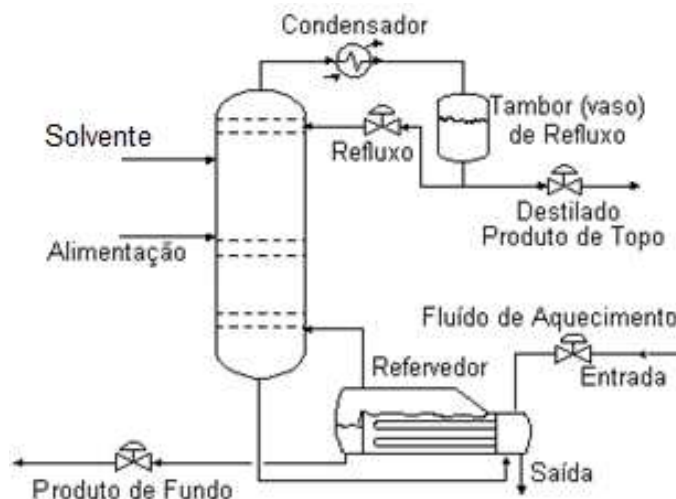 Condensador
Solvente
Tambor (vaso)
de Refluxo
Refluxo
Destilado
Produto de Topo
Alimentação
Fluído de Aquecimento
Refervedor
Entrada
Produto de Fundo
Saída